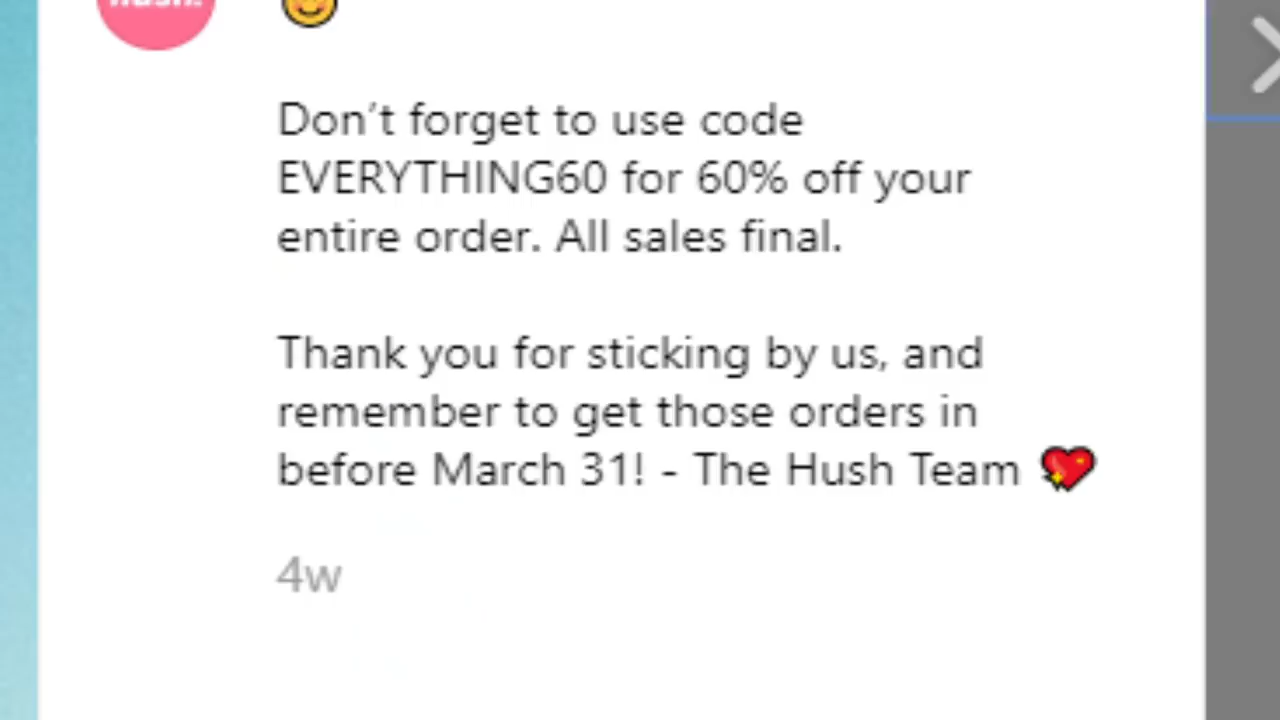 hush!
Don’t forget to use code
EVERYTHING60 for 60% off your
entire order. All sales final.
Thank you for sticking by us, and
remember to get those orders in
before March 31! - The Hush Team 💖
4w